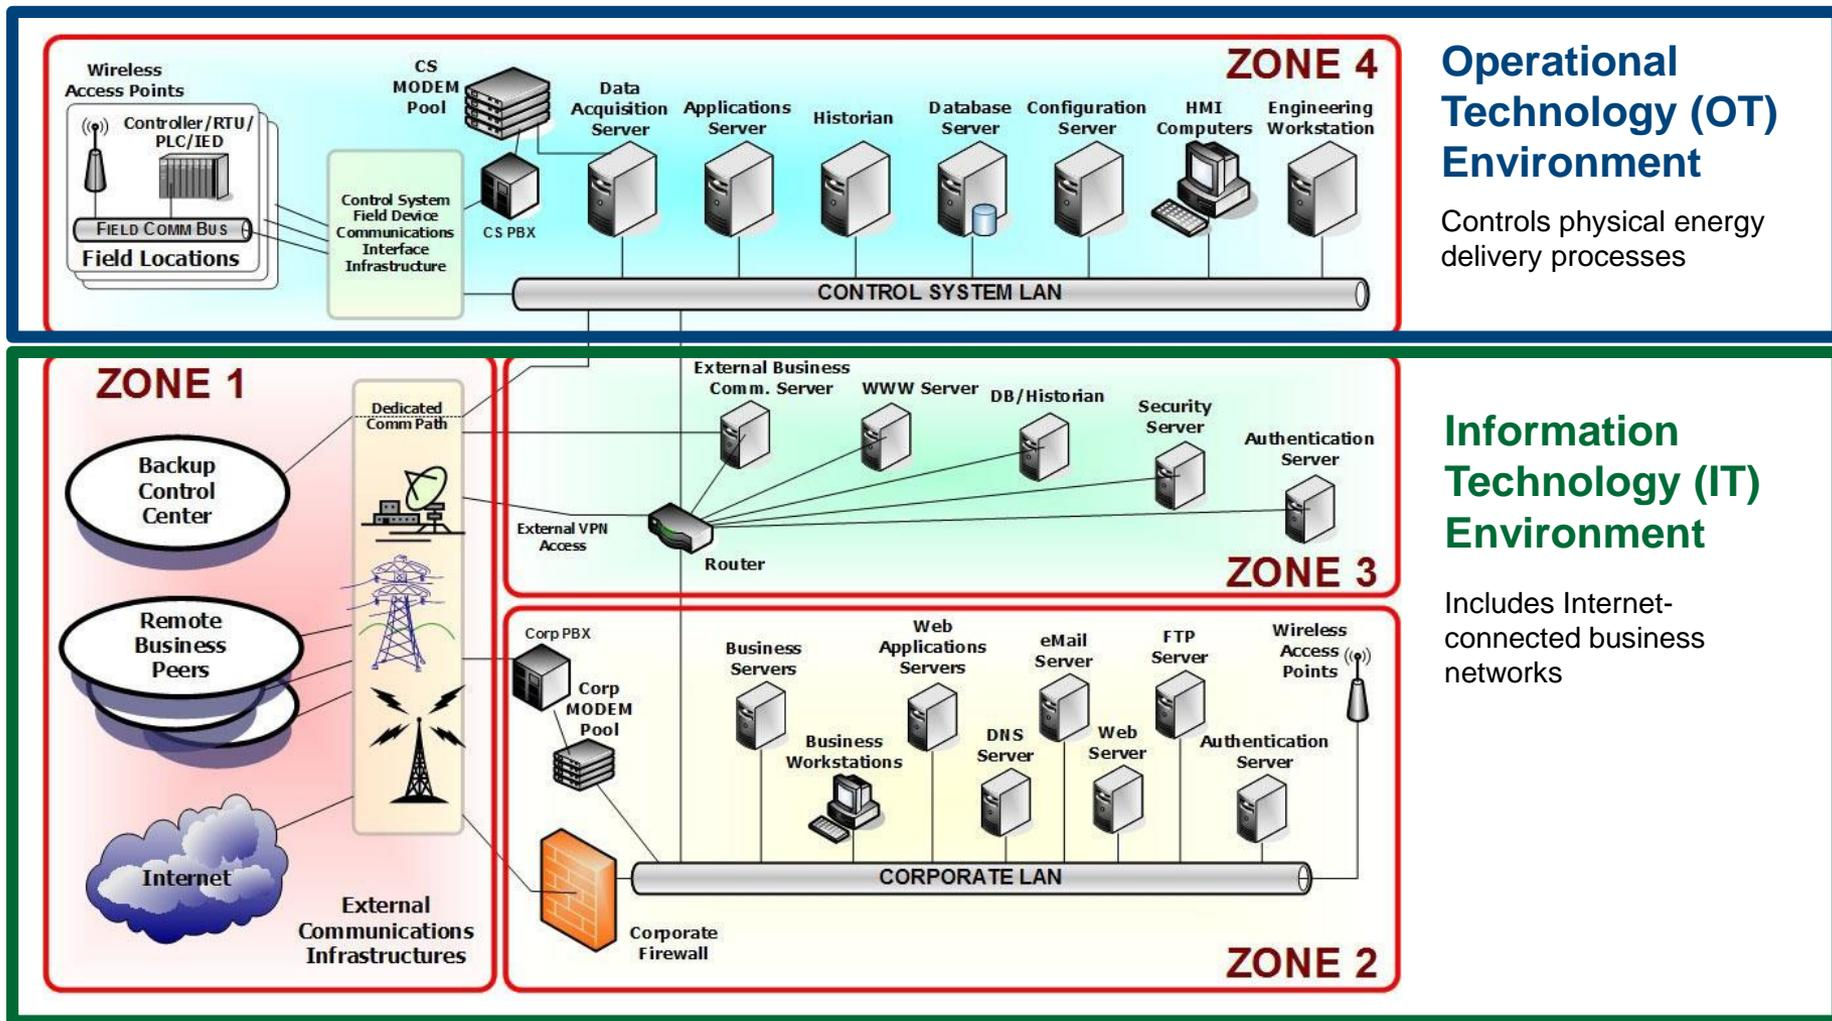 ZONE 4
Wireless
Access Points
Controller/RTU/
PLC/IED
FIELD COMM BUS
Field Locations
Control System
Field Device
Communications
Interface
Infrastructure
CS
MODEM
Pool
CS PBX
Data
Acquisition
Server
Applications
Server
Historian
Database
Server
Configuration
Server
HMI
Computers
Engineering
Workstation
CONTROL SYSTEM LAN
Operational
Technology (OT)
Environment
Controls physical energy
delivery processes
ZONE 1
Dedicated
Comm Path
Backup
Control
Center
Remote
Business
Peers
Internet
External
Communications
Infrastructures
External Business
Comm. Server
WWW Server
DB/Historian
Security
Server
Authentication
Server
External VPN
Access
Router
ZONE 3
Corp PBX
Corp
MODEM
Pool
Business
Servers
Business
Workstations
Web
Applications
Servers
DNS
Server
eMail
Server
Web
Server
FTP
Server
Authentication
Server
Wireless
Access
Points
CORPORATE LAN
Corporate
Firewall
ZONE 2
Information
Technology (IT)
Environment
Includes Internet-
connected business
networks